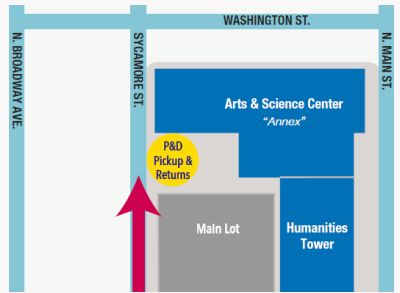 WASHINGTON ST.
N. BROADWAY AVE.
SYCAMORE ST.
N. MAIN ST.
Arts & Science Center
"Annex"
P&D
Pickup &
Returns
Main Lot
Humanities
Tower